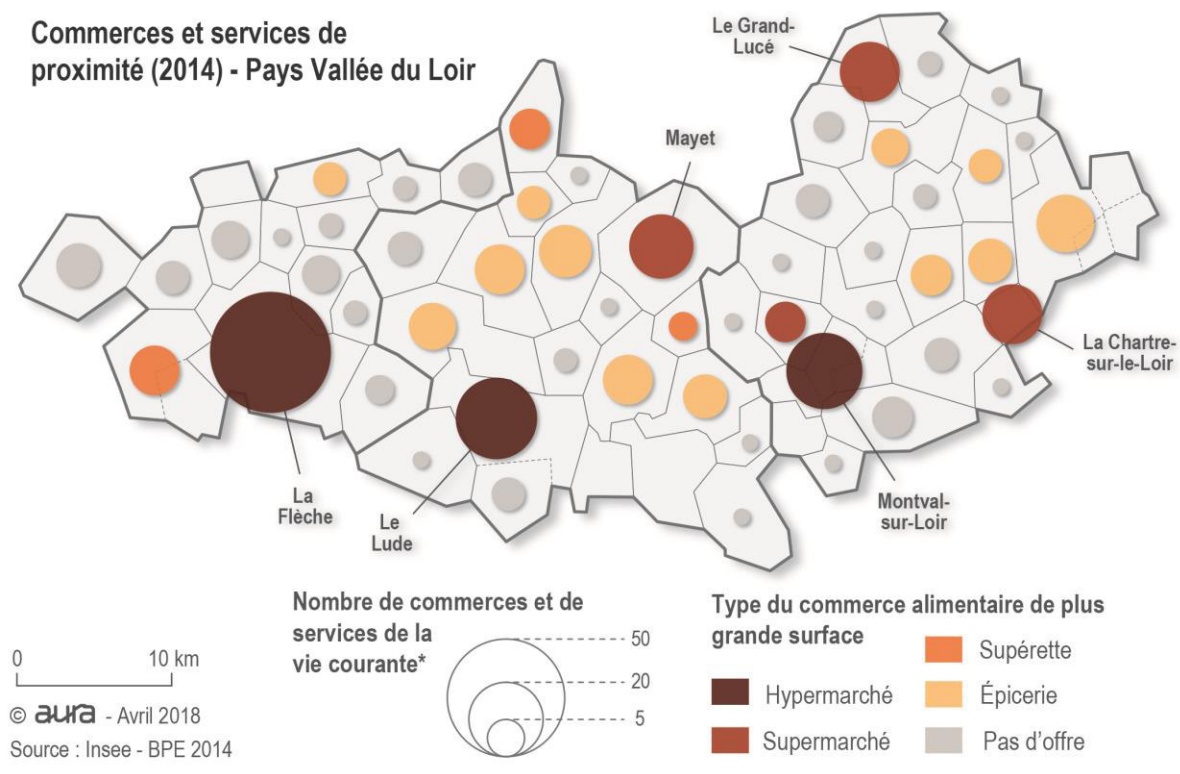 Commerces et services de
proximité (2014) - Pays Vallée du Loir
Le Grand-
Lucé
Mayet
La Chartre-
sur-le-Loir
La
Flèche
Le
Lude
Montval-
sur-Loir
Nombre de commerces et de
services de la
vie courante*
50
20
5
Type du commerce alimentaire de plus
grande surface
Hypermarché
Supermarché
Supérette
Épicerie
Pas d'offre
0 10 km
© aura - Avril 2018
Source : Insee - BPE 2014